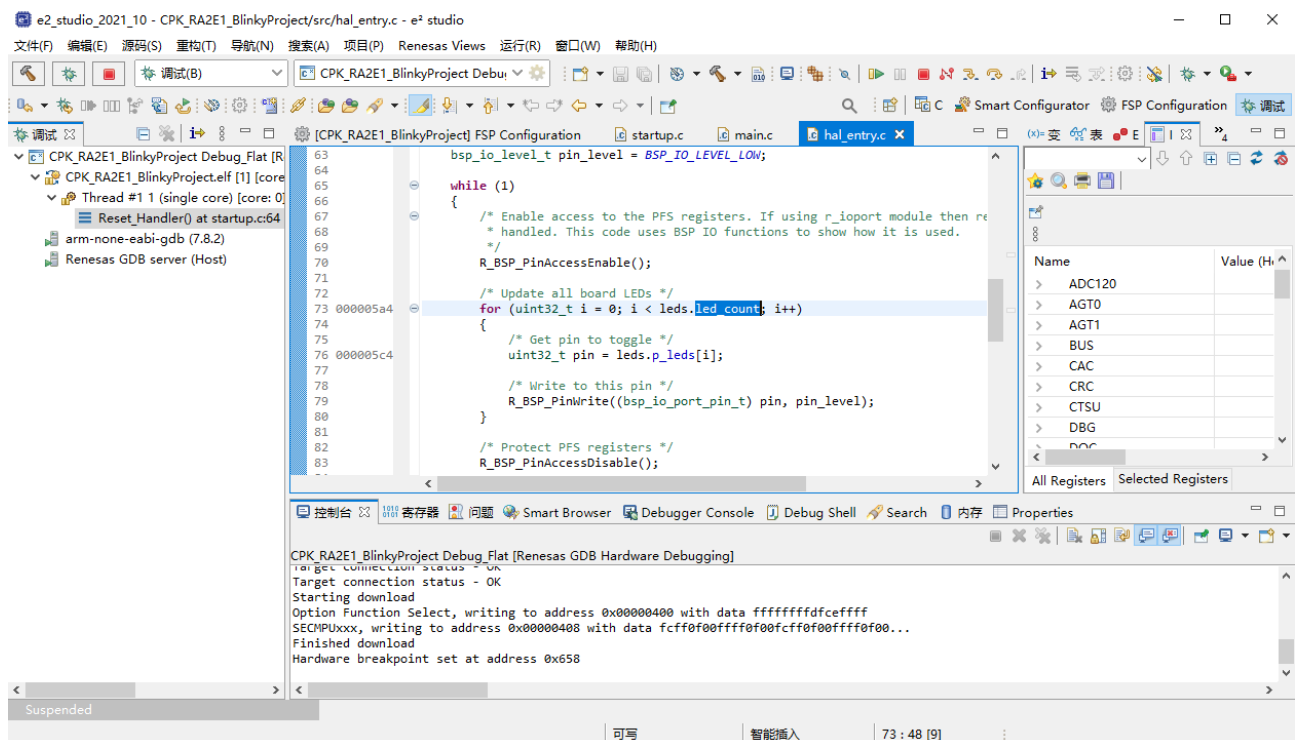 e2_studio_2021_10 - CPK_RA2E1_BlinkyProject/src/hal_entry.c - e² studio
文件(F) 编辑(E) 源码(S) 重构(T) 导航(N) 搜索(A) 项目(P) Renesas Views 运行(R) 窗口(W) 帮助(H)
调试(B) CPK_RA2E1_BlinkyProject Debu
C Smart Configurator FSP Configuration 调试
调试 [CPK_RA2E1_BlinkyProject] FSP Configuration startup.c main.c hal_entry.c (x)= 变 表 E I 4
CPK_RA2E1_BlinkyProject Debug_Flat [R
CPK_RA2E1_BlinkyProject.elf [1] [core
Thread #1 1 (single core) [core: 0]
Reset_Handler() at startup.c:64
arm-none-eabi-gdb (7.8.2)
Renesas GDB server (Host)
63 bsp_io_level_t pin_level = BSP_IO_LEVEL_LOW;
64
65 while (1)
66 {
67 /* Enable access to the PFS registers. If using r_ioport module then re
68 * handled. This code uses BSP IO functions to show how it is used.
69 */
70 R_BSP_PinAccessEnable();
71
72 /* Update all board LEDs */
73 000005a4 for (uint32_t i = 0; i < leds.led_count; i++)
74 {
75 /* Get pin to toggle */
76 000005c4 uint32_t pin = leds.p_leds[i];
77
78 /* Write to this pin */
79 R_BSP_PinWrite((bsp_io_port_pin_t) pin, pin_level);
80 }
81
82 /* Protect PFS registers */
83 R_BSP_PinAccessDisable();
Name Value (H
ADC120
AGT0
AGT1
BUS
CAC
CRC
CTSU
DBG
DOC
All Registers Selected Registers
控制台 寄存器 问题 Smart Browser Debugger Console Debug Shell Search 内存 Properties
CPK_RA2E1_BlinkyProject Debug_Flat [Renesas GDB Hardware Debugging]
Target connection status - OK
Target connection status - OK
Starting download
Option Function Select, writing to address 0x00000400 with data ffffffffdfceffff
SECMPUxxx, writing to address 0x00000408 with data fcff0f00ffff0f00fcff0f00ffff0f00...
Finished download
Hardware breakpoint set at address 0x658
Suspended
可写 智能插入 73 : 48 [9]